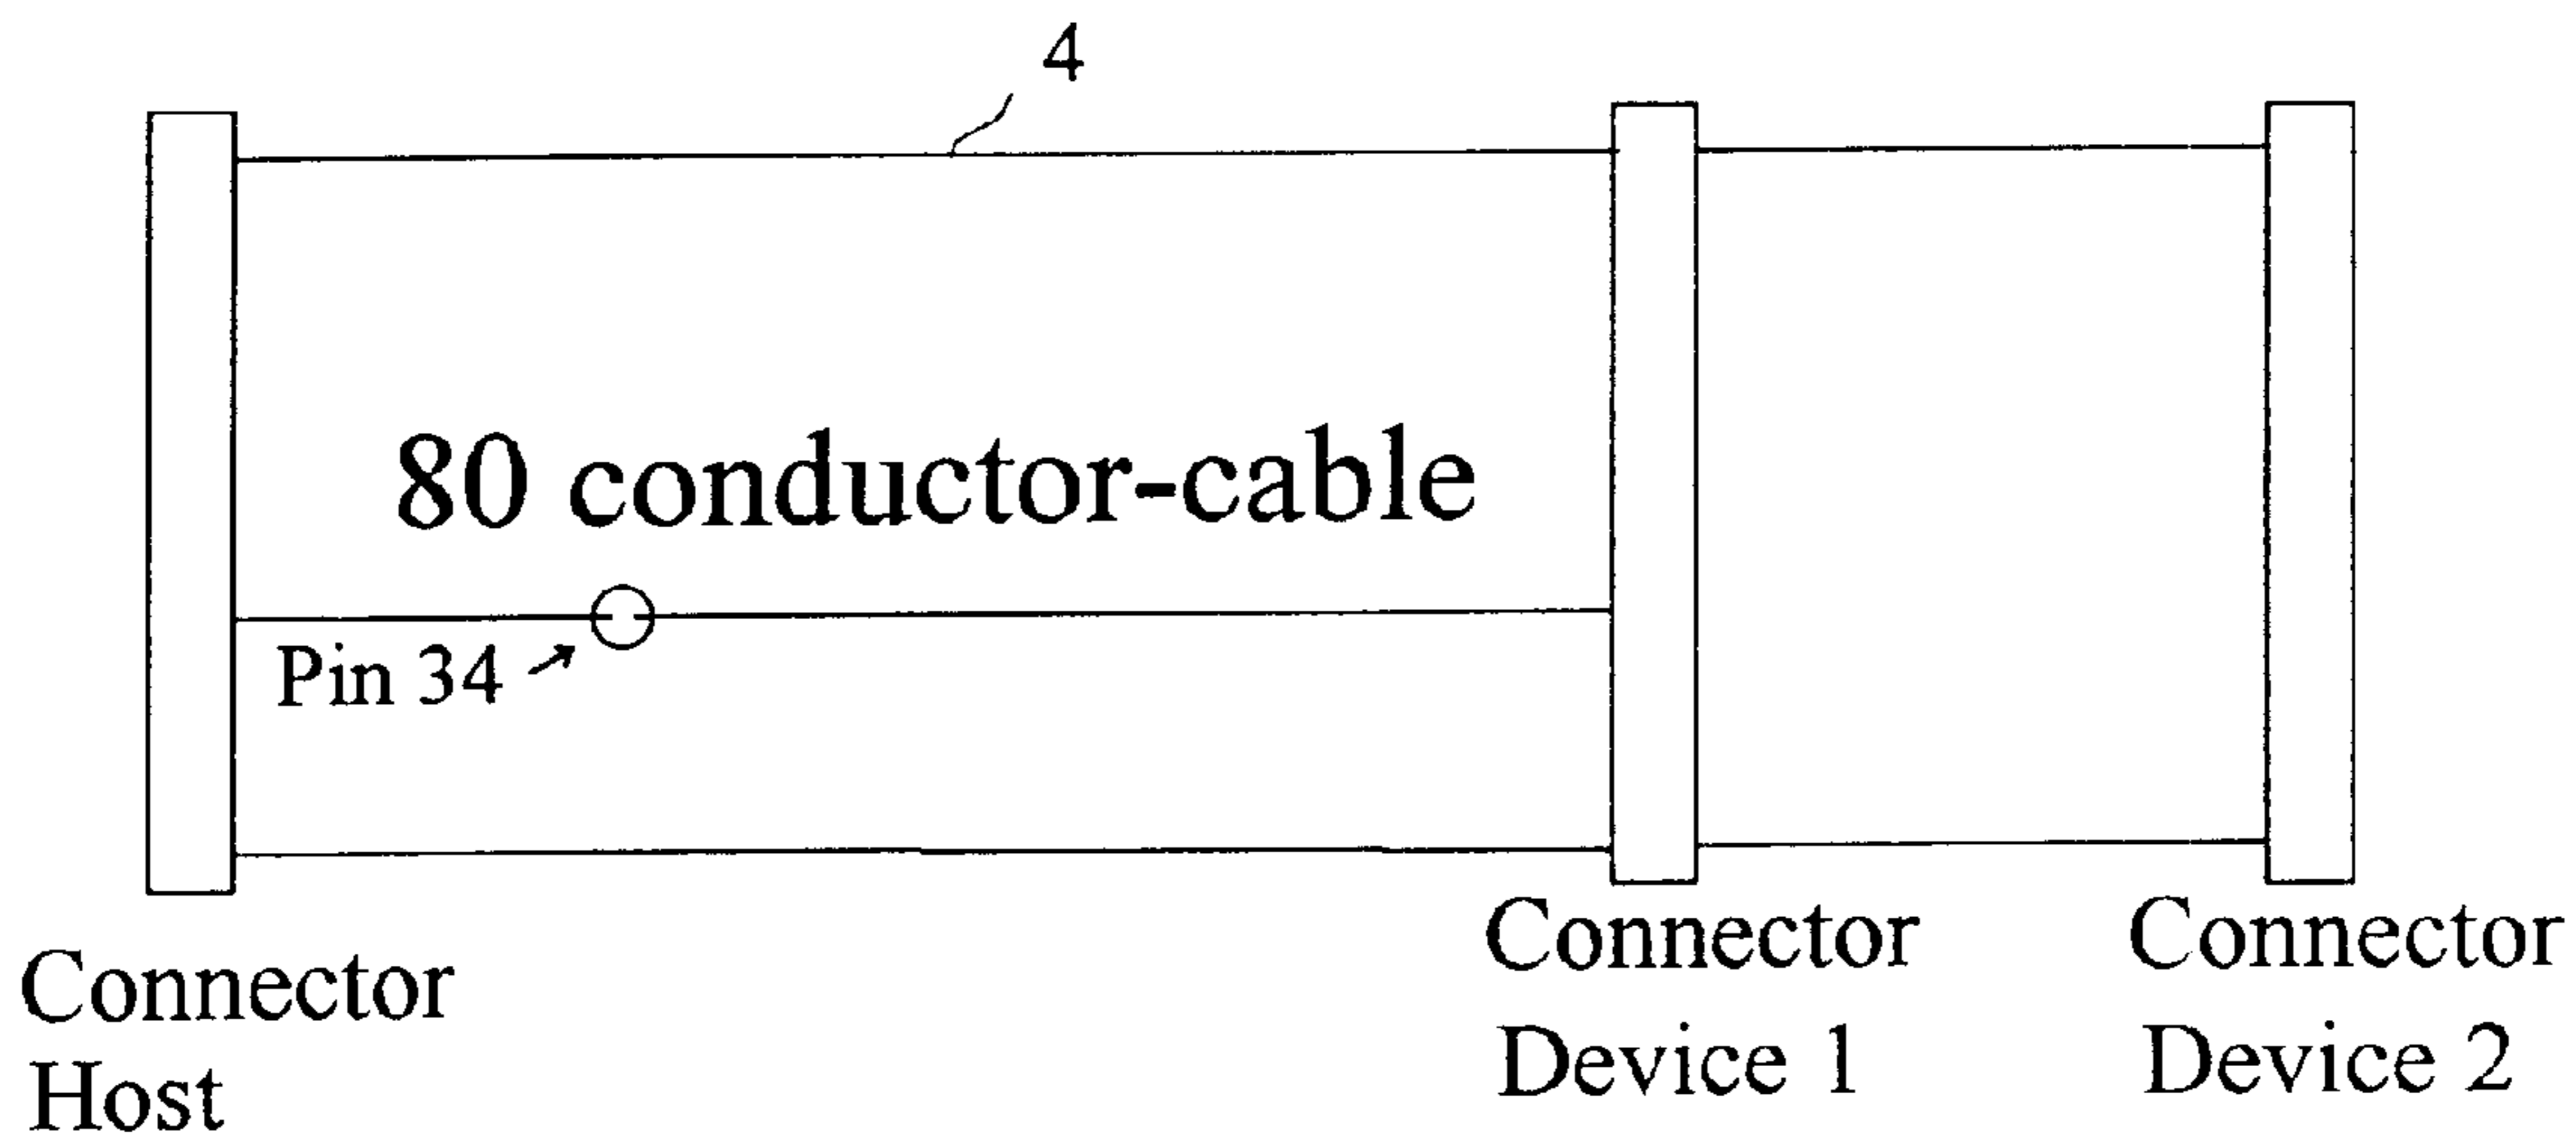 4
80 conductor-cable
Pin 34
Connector
Host
Connector
Device 1
Connector
Device 2